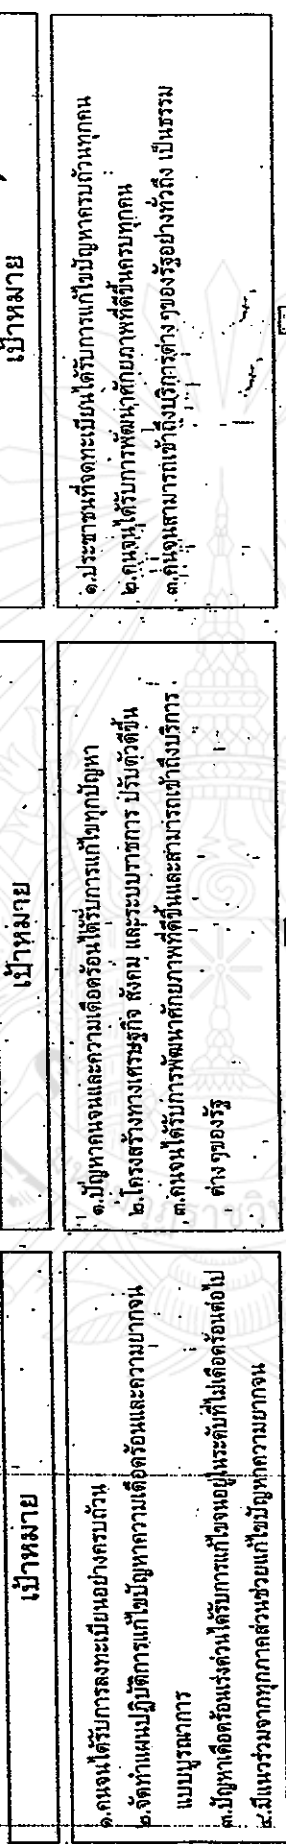 เป้าหมาย
๑.คนจนได้รับการลงทะเบียนอย่างครบถ้วน
๒.จัดทำแผนปฏิบัติการแก้ไขปัญหาความเดือดร้อนและความยากจน
แบบบูรณาการ
๓.ปัญหาเดือดร้อนเร่งด่วนได้รับการแก้ไขจนอยู่ในระดับที่ไม่เดือดร้อนต่อไป
๔.มีแนวร่วมจากทุกภาคส่วนช่วยแก้ไขปัญหาความยากจน
เป้าหมาย
๑.ปัญหาคนจนและความเดือดร้อนได้รับการแก้ไขทุกปัญหา
๒.โครงสร้างทางเศรษฐกิจ สังคม และระบบราชการ ปรับตัวดีขึ้น
๓.คนจนได้รับการพัฒนาศักยภาพที่ดีขึ้นและสามารถเข้าถึงบริการ
ต่าง ๆของรัฐ
เป้าหมาย
๑.ประชาชนที่จดทะเบียนได้รับการแก้ไขปัญหาครบถ้วนทุกคน
๒.คนจนได้รับการพัฒนาศักยภาพที่ดีขึ้นครบทุกคน
๓.คนจนสามารถเข้าถึงบริการต่าง ๆของรัฐอย่างทั่วถึง เป็นธรรม